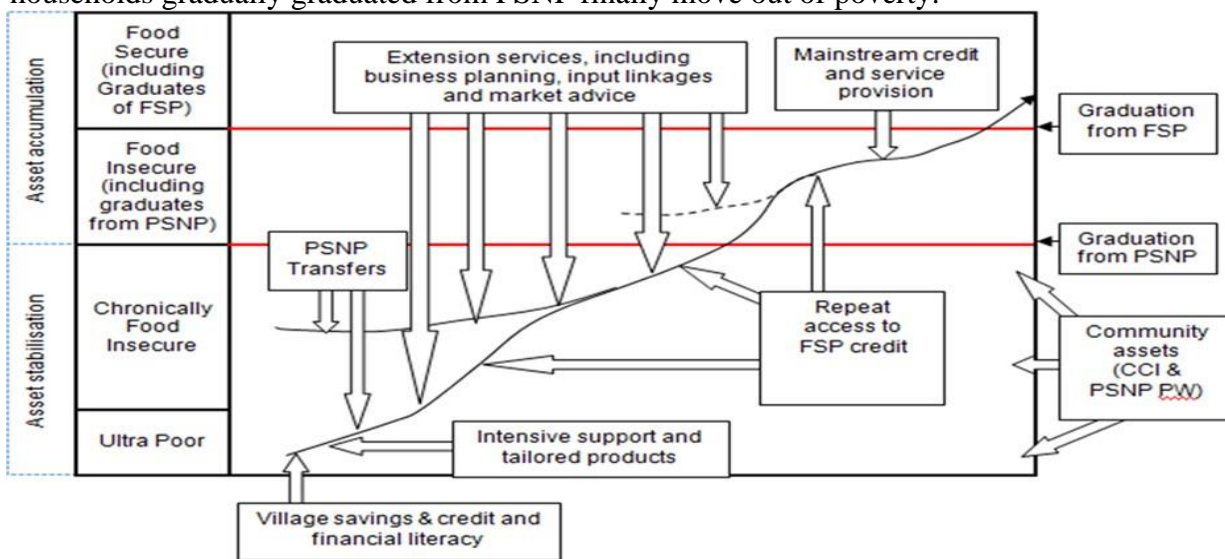 households gradually graduated from PSNP finally move out of poverty.
Asset accumulation
Food
Secure
(including
Graduates
of FSP)
Extension services, including
business planning, input linkages
and market advice
Mainstream credit
and service
provision
Graduation
from FSP
Food
Insecure
(including
graduates
from PSNP)
Graduation
from PSNP
Asset stabilisation
PSNP
Transfers
Chronically
Food
Insecure
Repeat
access to
FSP credit
Community
assets
(CCI &
PSNP PW)
Ultra Poor
Intensive support and
tailored products
Village savings & credit and
financial literacy